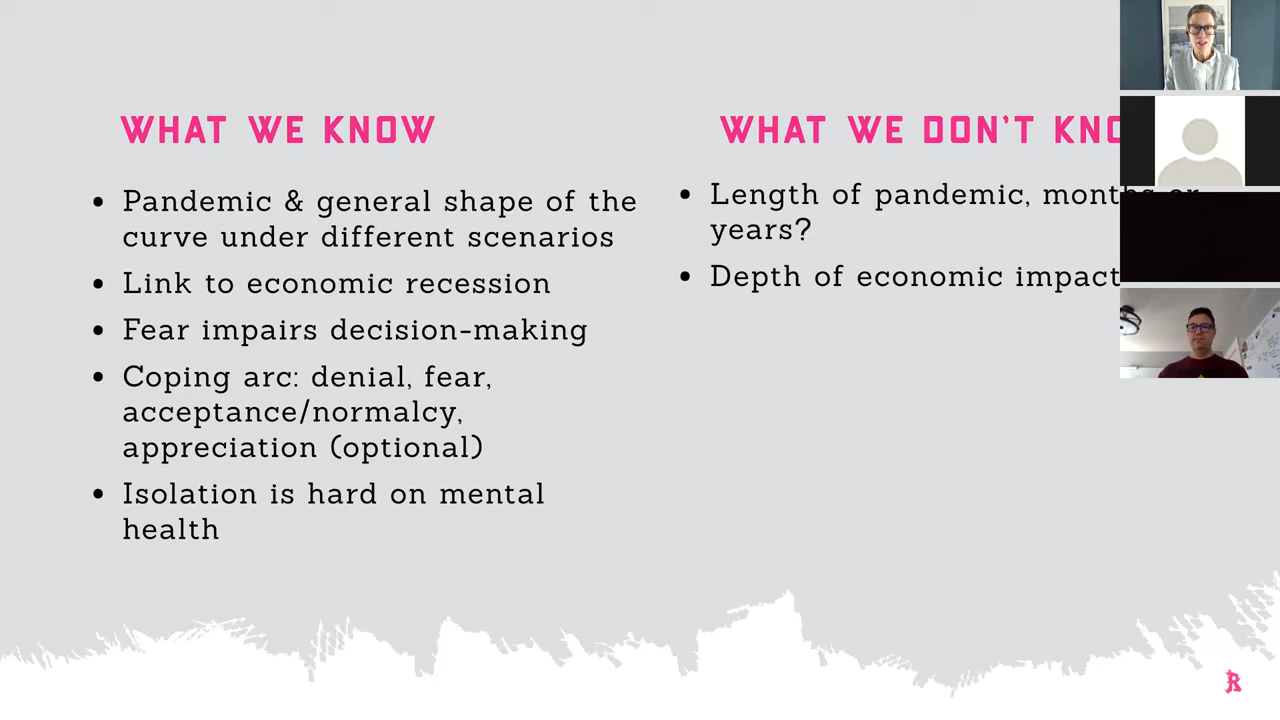 WHAT WE KNOW
• Pandemic & general shape of the
curve under different scenarios
• Link to economic recession
• Fear impairs decision-making
• Coping arc: denial, fear,
acceptance/normalcy,
appreciation (optional)
• Isolation is hard on mental
health
WHAT WE DON'T KNO
• Length of pandemic, months or
years?
• Depth of economic impact
R